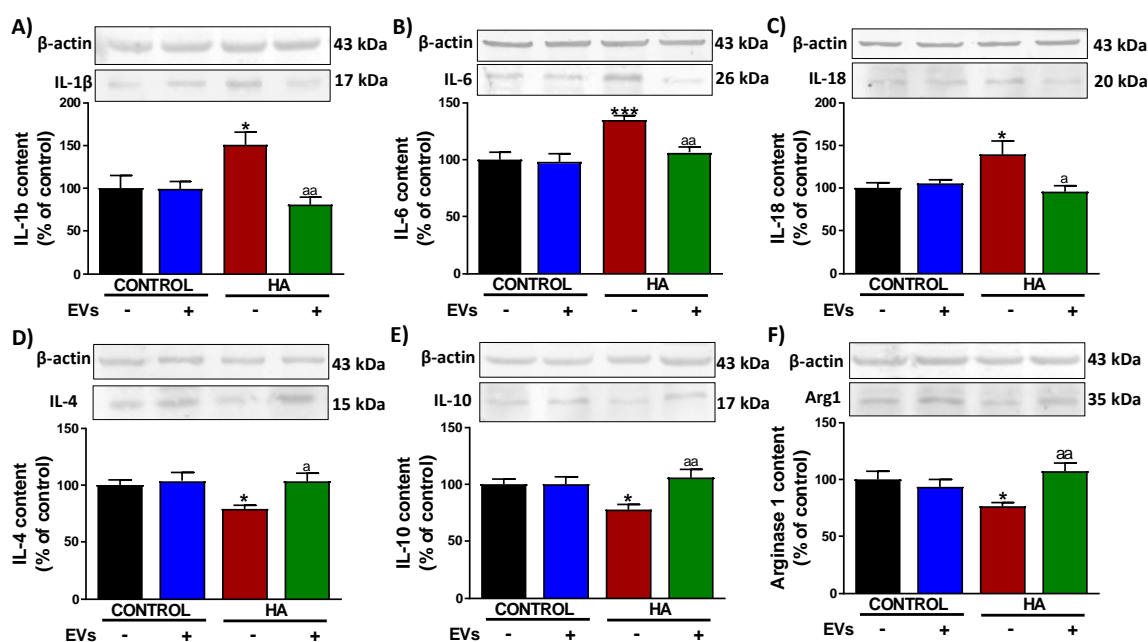 A)
β-actin
43 kDa
IL-1β
17 kDa
IL-1b content
(% of control)
200
150
100
50
0
*
aa
CONTROL
HA
EVs - + - +
B)
β-actin
43 kDa
IL-6
26 kDa
IL-6 content
(% of control)
150
100
50
0
***
aa
CONTROL
HA
- + - +
C)
β-actin
43 kDa
IL-18
20 kDa
IL-18 content
(% of control)
200
150
100
50
0
*
a
CONTROL
HA
- + - +
D)
β-actin
43 kDa
IL-4
15 kDa
IL-4 content
(% of control)
150
100
50
0
*
a
CONTROL
HA
EVs - + - +
E)
β-actin
43 kDa
IL-10
17 kDa
IL-10 content
(% of control)
150
100
50
0
*
aa
CONTROL
HA
- + - +
F)
β-actin
43 kDa
Arg1
35 kDa
Arginase 1 content
(% of control)
150
100
50
0
*
aa
CONTROL
HA
- + - +